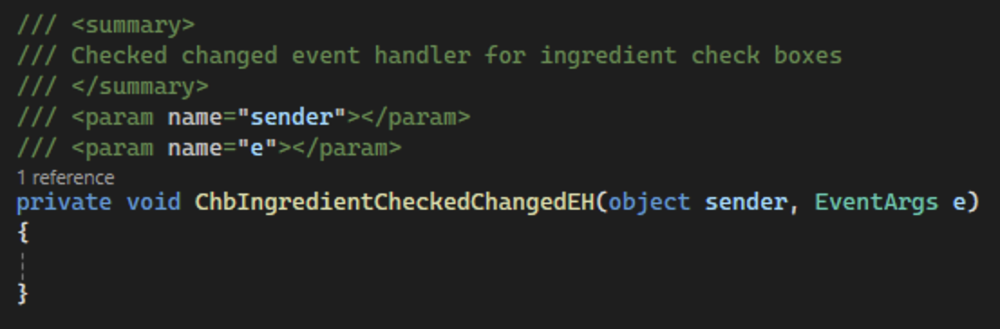 /// <summary>
/// Checked changed event handler for ingredient check boxes
/// </summary>
/// <param name="sender"></param>
/// <param name="e"></param>
1 reference
private void ChbIngredientCheckedChangedEH(object sender, EventArgs e)
{
}